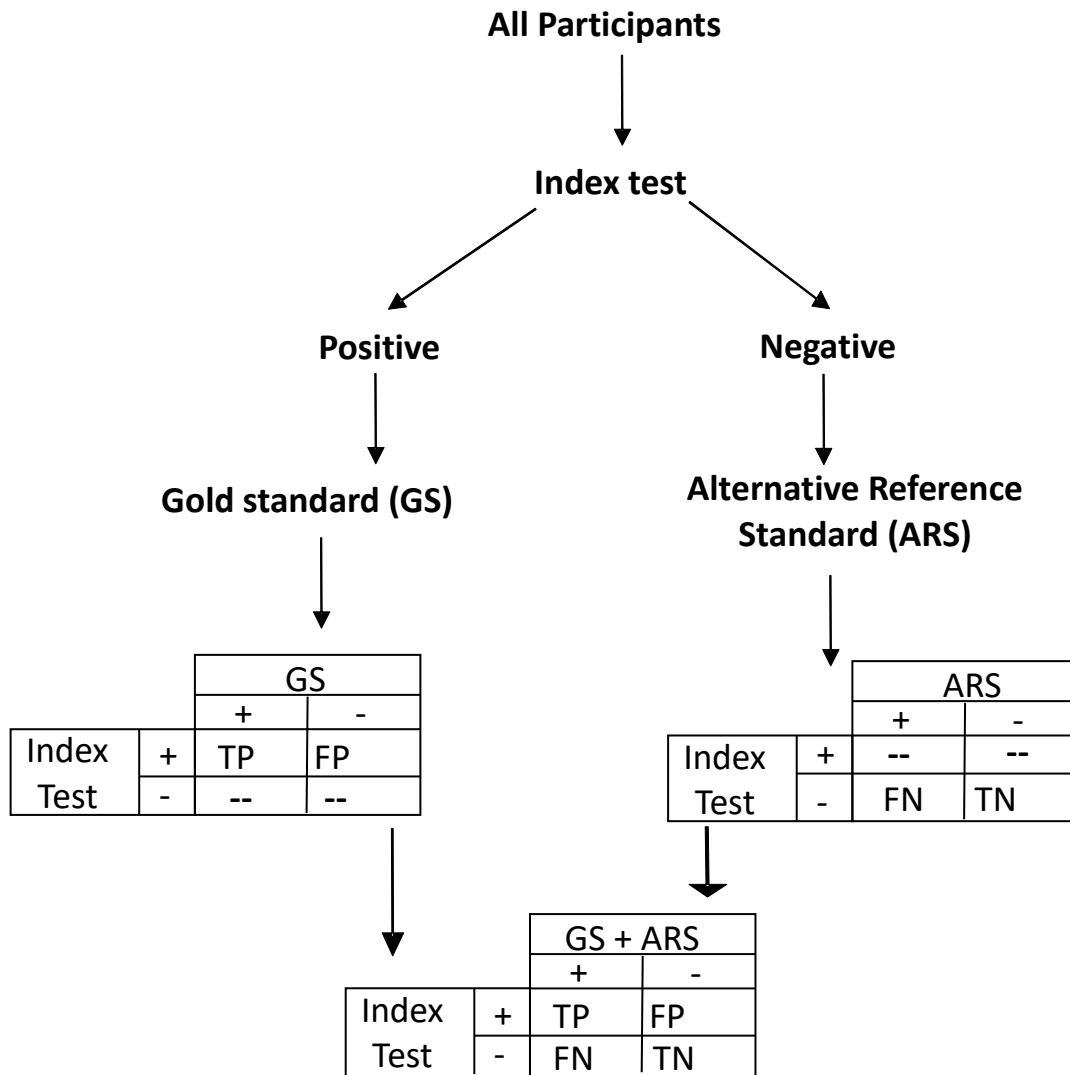 All Participants
Index test
Positive
Negative
Gold standard (GS)
Alternative Reference
Standard (ARS)
GS
+ -
Index + TP FP
Test - -- --
ARS
+ -
Index + -- --
Test - FN TN
GS + ARS
+ -
Index + TP FP
Test - FN TN